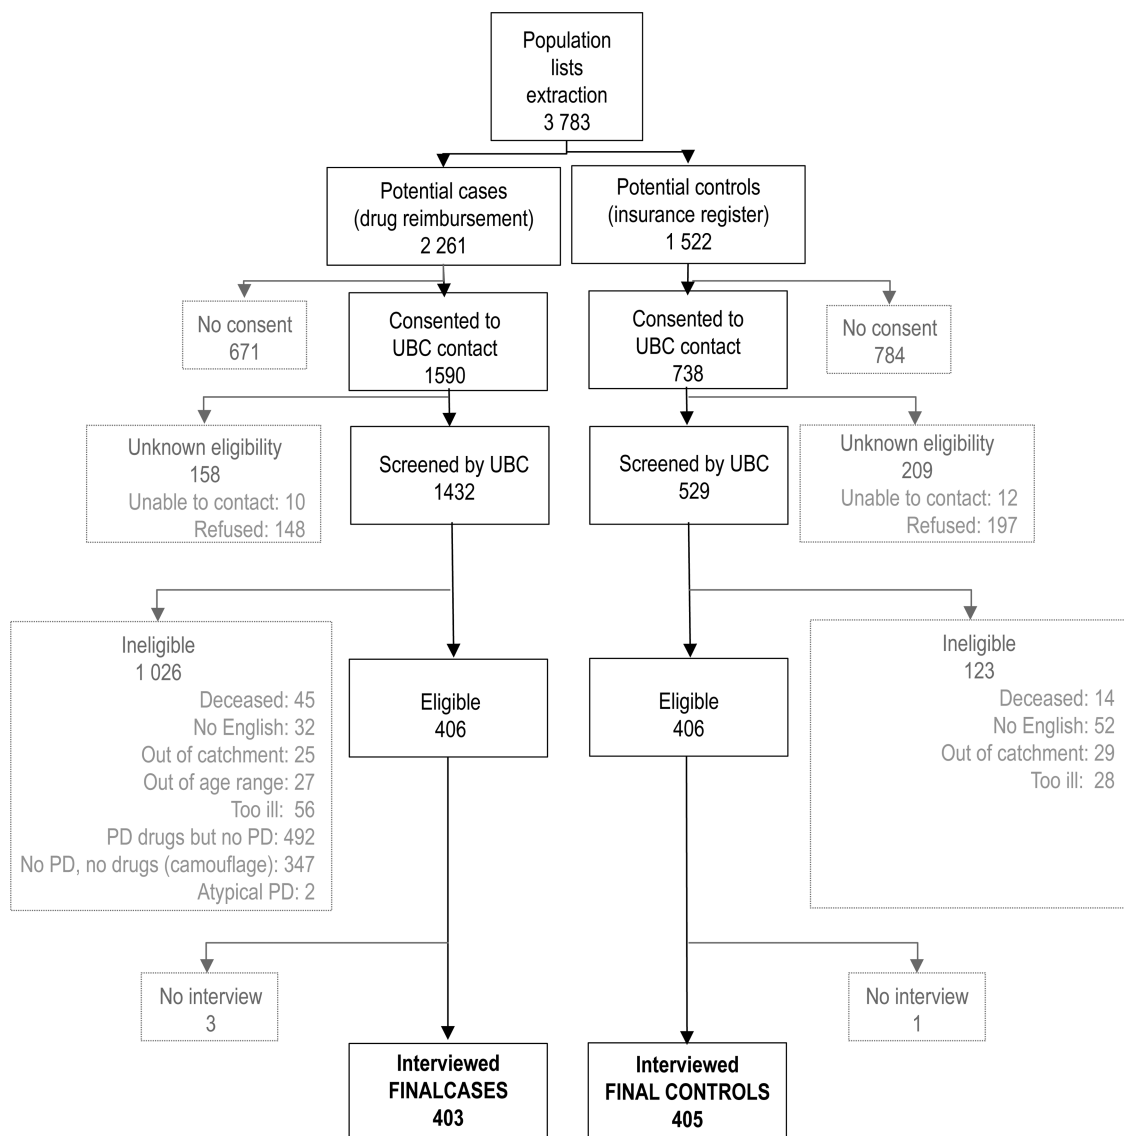 Population
lists
extraction
3 783
Potential cases
(drug reimbursement)
2 261
Potential controls
(insurance register)
1 522
No consent
671
Consented to
UBC contact
1590
Consented to
UBC contact
738
No consent
784
Unknown eligibility
158
Unable to contact: 10
Refused: 148
Screened by UBC
1432
Screened by UBC
529
Unknown eligibility
209
Unable to contact: 12
Refused: 197
Ineligible
1 026
Deceased: 45
No English: 32
Out of catchment: 25
Out of age range: 27
Too ill: 56
PD drugs but no PD: 492
No PD, no drugs (camouflage): 347
Atypical PD: 2
Eligible
406
Eligible
406
Ineligible
123
Deceased: 14
No English: 52
Out of catchment: 29
Too ill: 28
No interview
3
No interview
1
Interviewed
FINALCASES
403
Interviewed
FINAL CONTROLS
405